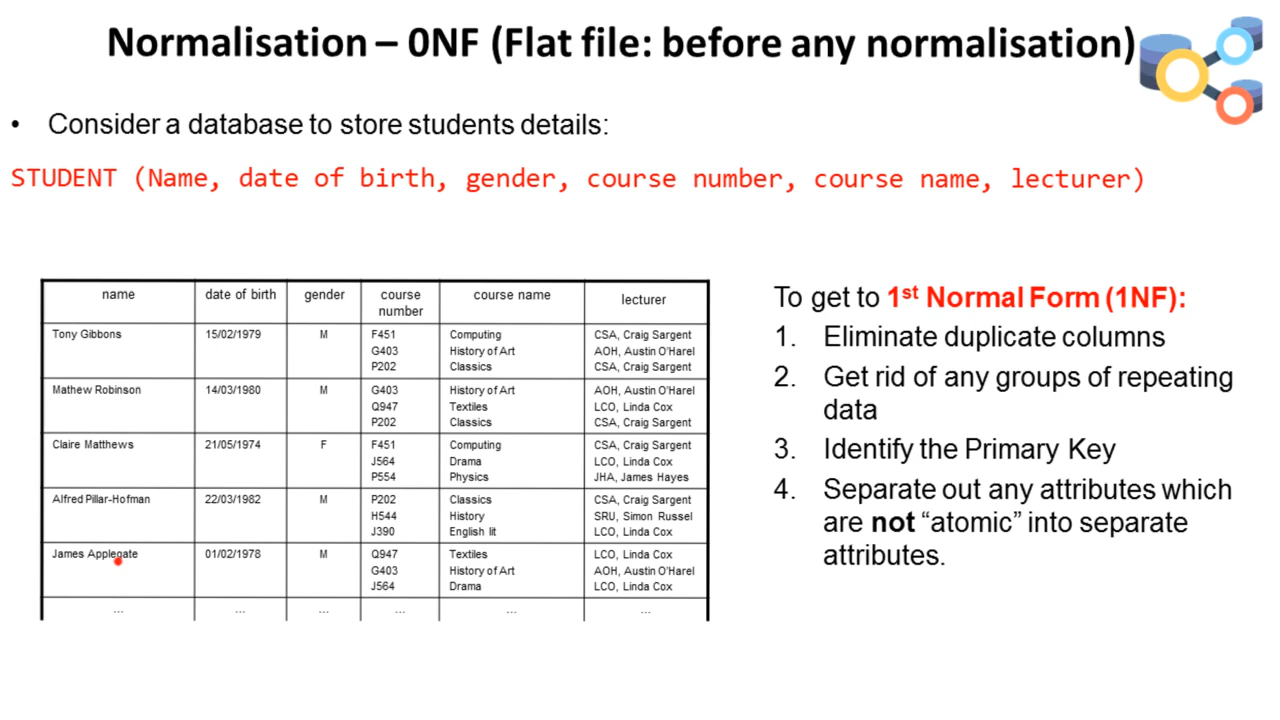 Normalisation – 0NF (Flat file: before any normalisation)
• Consider a database to store students details:
STUDENT (Name, date of birth, gender, course number, course name, lecturer)
name date of birth gender course number course name lecturer
Tony Gibbons 15/02/1979 M F451 Computing CSA, Craig Sargent
G403 History of Art AOH, Austin O'Harel
P202 Classics CSA, Craig Sargent
Mathew Robinson 14/03/1980 M G403 History of Art AOH, Austin O'Harel
Q947 Textiles LCO, Linda Cox
P202 Classics CSA, Craig Sargent
Claire Matthews 21/05/1974 F F451 Computing CSA, Craig Sargent
J564 Drama LCO, Linda Cox
P554 Physics JHA, James Hayes
Alfred Pillar-Hofman 22/03/1982 M P202 Classics CSA, Craig Sargent
H544 History SRU, Simon Russel
J390 English lit LCO, Linda Cox
James Applegate 01/02/1978 M Q947 Textiles LCO, Linda Cox
G403 History of Art AOH, Austin O'Harel
J564 Drama LCO, Linda Cox
... ... ... ... ... ...
To get to 1st Normal Form (1NF):
1. Eliminate duplicate columns
2. Get rid of any groups of repeating
data
3. Identify the Primary Key
4. Separate out any attributes which
are not “atomic” into separate
attributes.